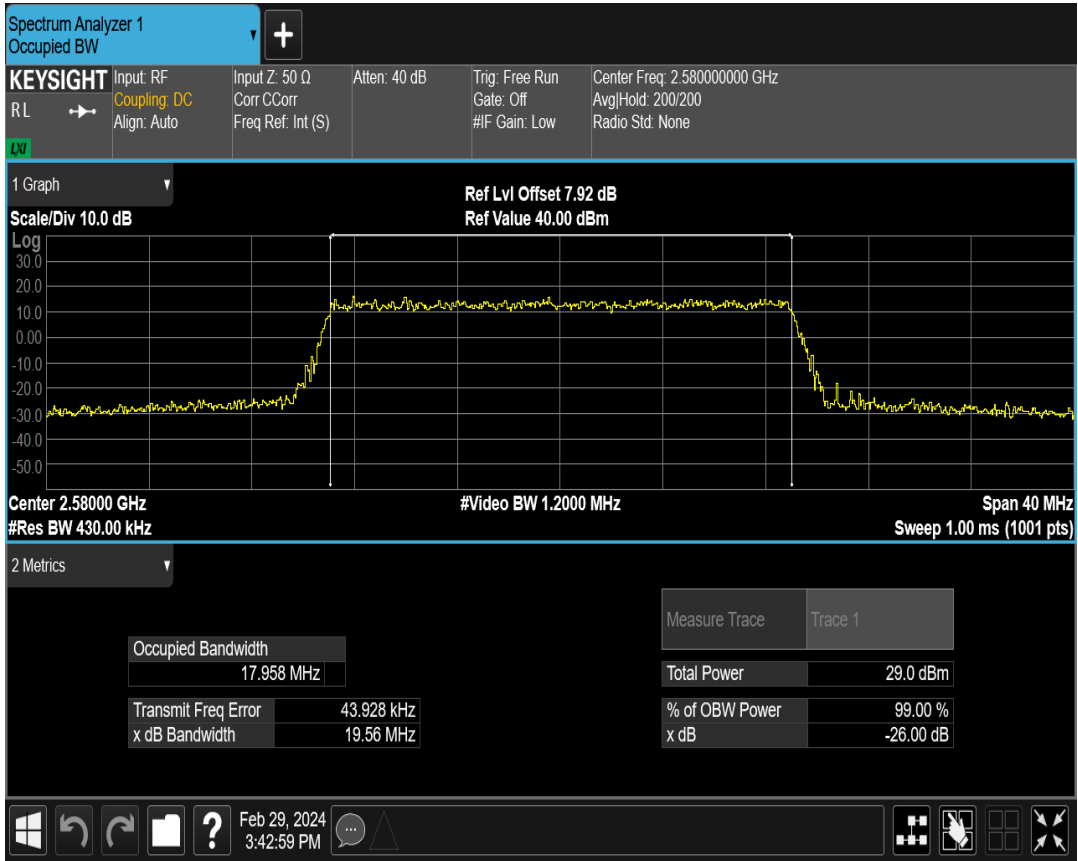 Spectrum Analyzer 1
Occupied BW
+
KEYSIGHT
RL
LXI
Input: RF
Coupling: DC
Align: Auto
Input Z: 50 Ω
Corr CCorr
Freq Ref: Int (S)
Atten: 40 dB
Trig: Free Run
Gate: Off
#IF Gain: Low
Center Freq: 2.580000000 GHz
Avg|Hold: 200/200
Radio Std: None
1 Graph
Ref Lvl Offset 7.92 dB
Scale/Div 10.0 dB
Ref Value 40.00 dBm
Log
30.0
20.0
10.0
0.00
-10.0
-20.0
-30.0
-40.0
-50.0
Center 2.58000 GHz
#Video BW 1.2000 MHz
Span 40 MHz
#Res BW 430.00 kHz
Sweep 1.00 ms (1001 pts)
2 Metrics
Measure Trace Trace 1
Occupied Bandwidth
17.958 MHz
Total Power 29.0 dBm
Transmit Freq Error 43.928 kHz
% of OBW Power 99.00 %
x dB Bandwidth 19.56 MHz
x dB -26.00 dB
?
Feb 29, 2024
3:42:59 PM